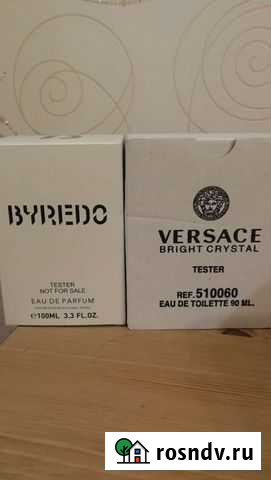 BYREDO
TESTER
NOT FOR SALE
EAU DE PARFUM
℮100ML 3.3 FL.OZ.
VERSACE
BRIGHT CRYSTAL
TESTER
REF.510060
EAU DE TOILETTE 90 ML.
rosndv.ru